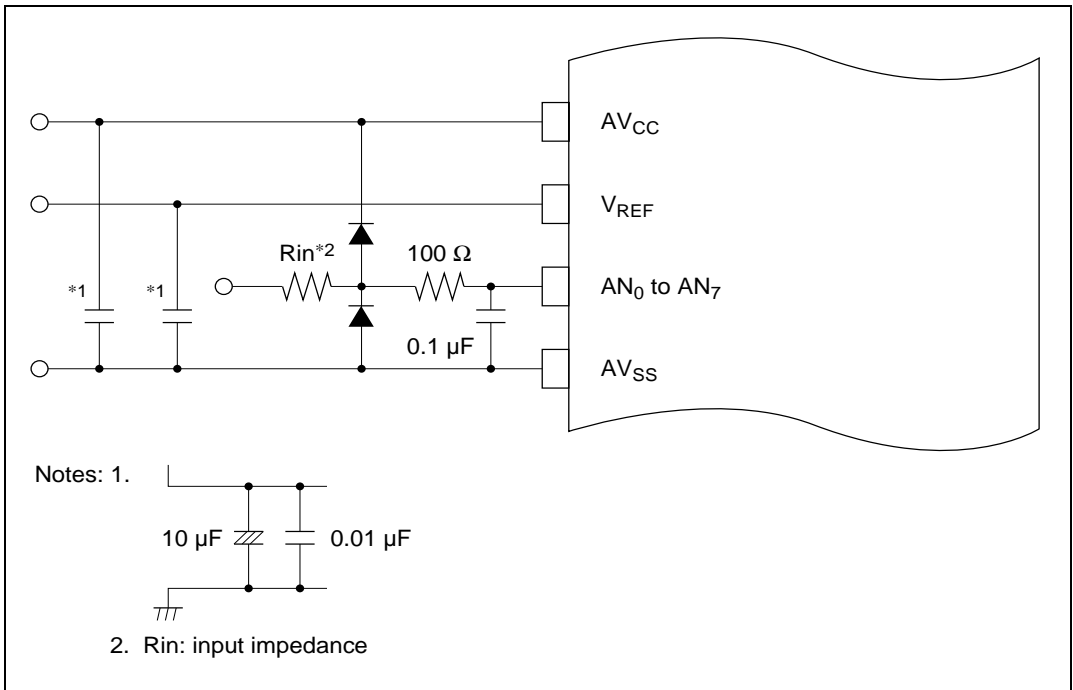 AVCC
VREF
Rin*2
100 Ω
*1
*1
AN0 to AN7
0.1 µF
AVSS
Notes: 1.
10 µF
0.01 µF
2. Rin: input impedance